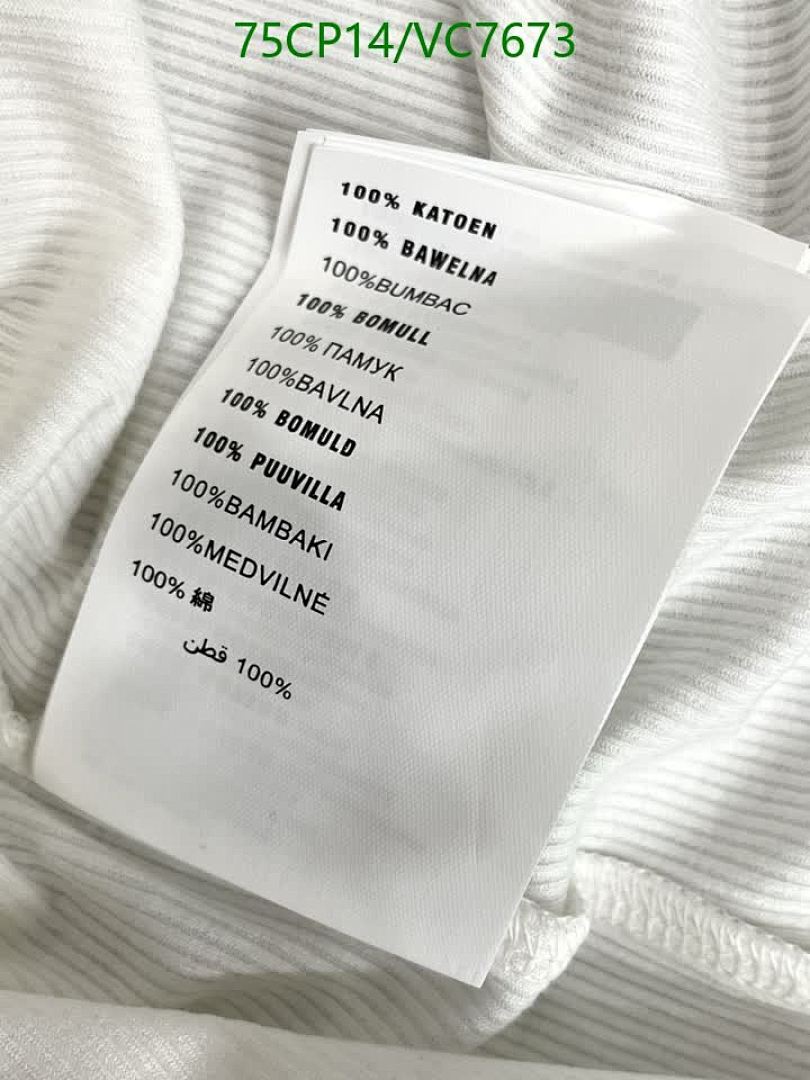 75CP14/VC7673
100% KATOEN
100% BAWELNA
100%BUMBAC
100% BOMULL
100% ПАМУК
100%BAVLNA
100% BOMULD
100% PUUVILLA
100%BAMBAKI
100%MEDVILNĖ
100% 綿
100% قطن